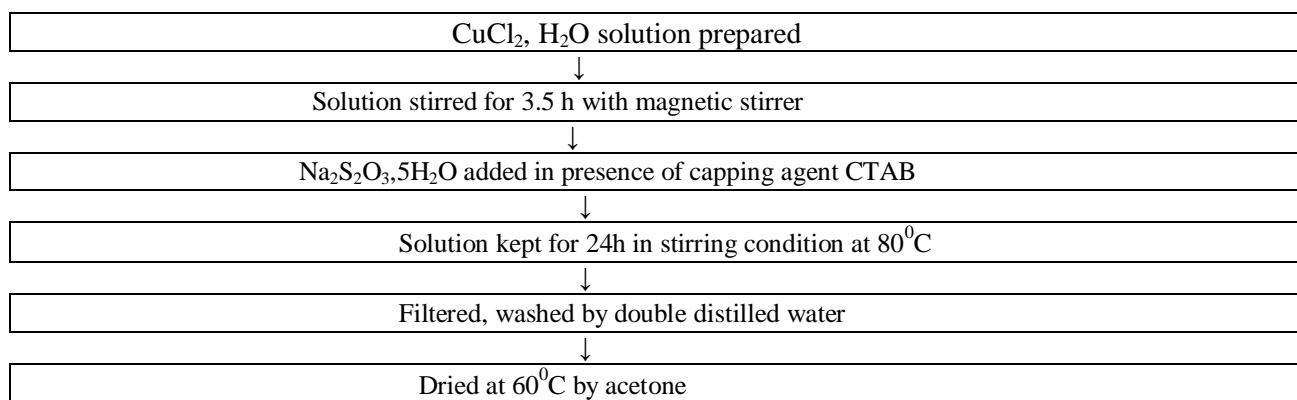 CuCl₂, H₂O solution prepared
↓
Solution stirred for 3.5 h with magnetic stirrer
↓
Na₂S₂O₃,5H₂O added in presence of capping agent CTAB
↓
Solution kept for 24h in stirring condition at 80⁰C
↓
Filtered, washed by double distilled water
↓
Dried at 60⁰C by acetone